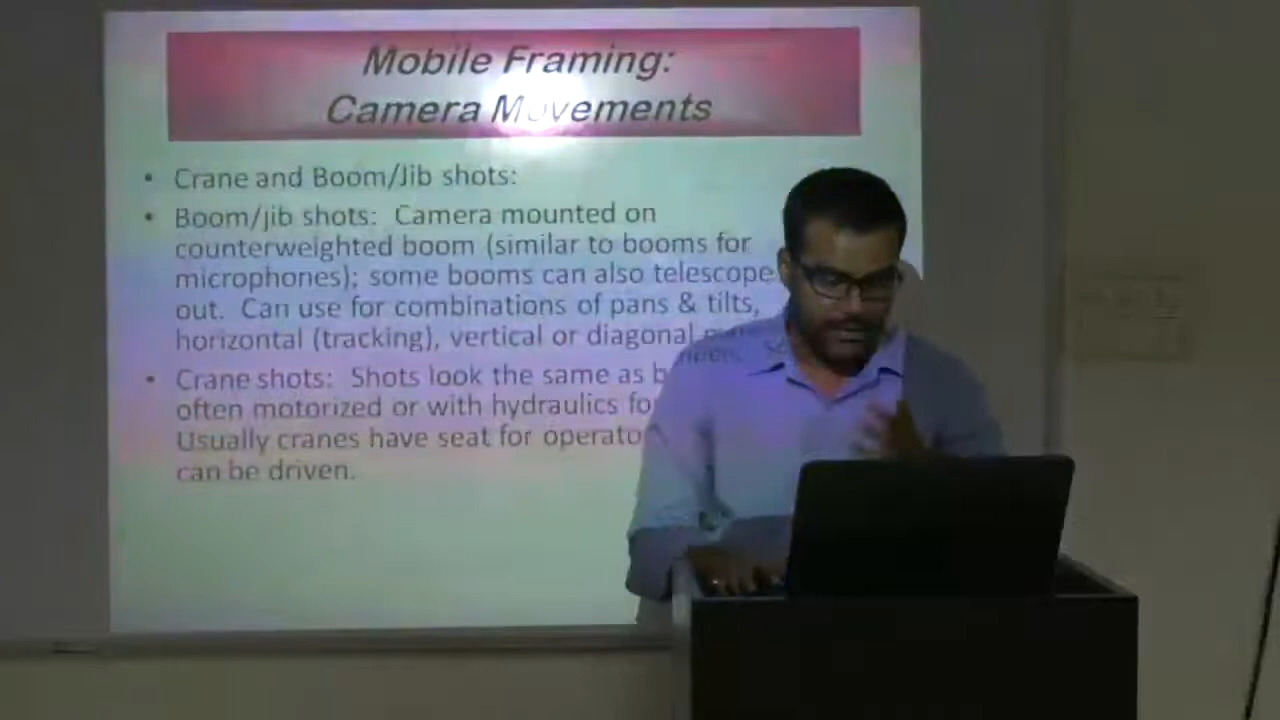 Mobile Framing:
Camera Movements
• Crane and Boom/Jib shots:
• Boom/jib shots: Camera mounted on
counterweighted boom (similar to booms for
microphones); some booms can also telescope
out. Can use for combinations of pans & tilts,
horizontal (tracking), vertical or diagonal
• Crane shots: Shots look the same as
often motorized or with hydraulics
Usually cranes have seat for
can be driven.